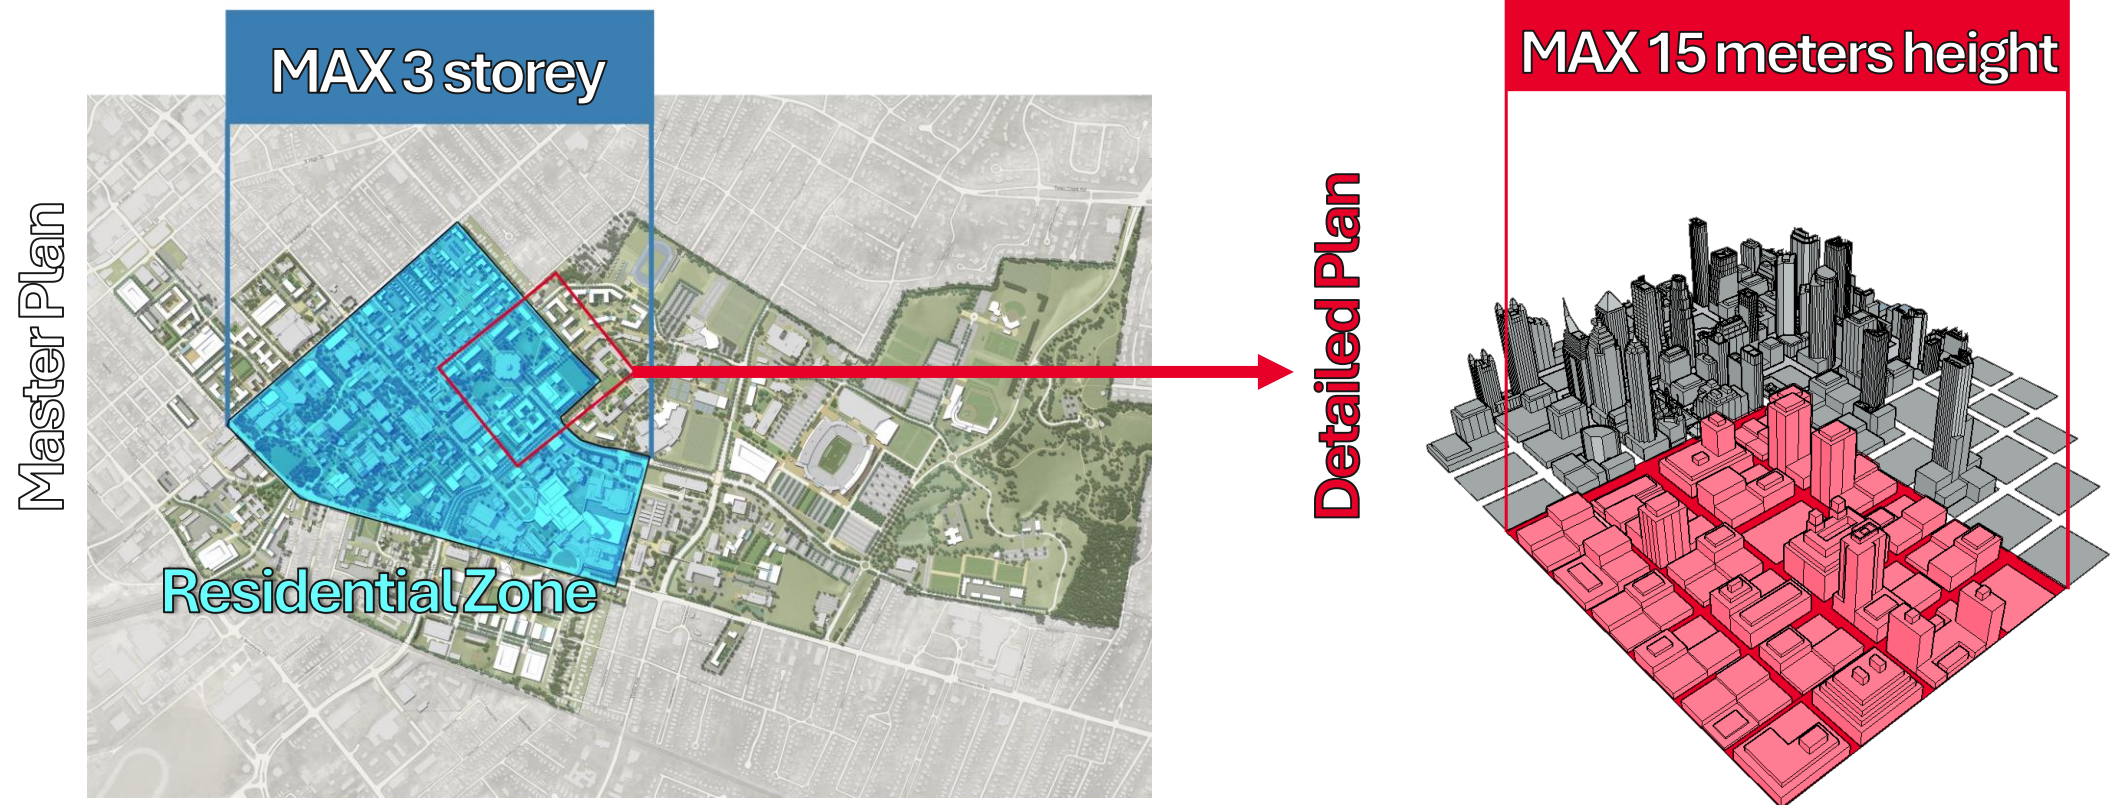 MAX 3 storey
MAX 15 meters height
Master Plan
Detailed Plan
Residential Zone